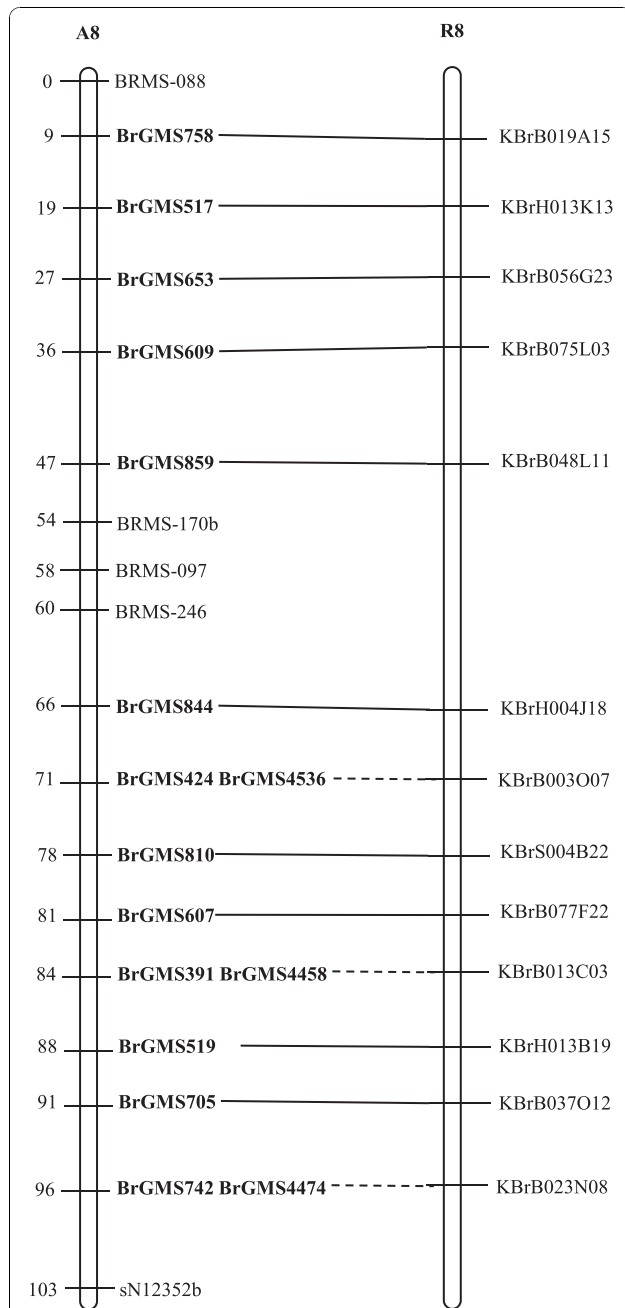 A8 R8
0 BRMS-088
9 BrGMS758 KBrB019A15
19 BrGMS517 KBrH013K13
27 BrGMS653 KBrB056G23
36 BrGMS609 KBrB075L03
47 BrGMS859 KBrB048L11
54 BRMS-170b
58 BRMS-097
60 BRMS-246
66 BrGMS844 KBrH004J18
71 BrGMS424 BrGMS4536 KBrB003O07
78 BrGMS810 KBrS004B22
81 BrGMS607 KBrB077F22
84 BrGMS391 BrGMS4458 KBrB013C03
88 BrGMS519 KBrH013B19
91 BrGMS705 KBrB037O12
96 BrGMS742 BrGMS4474 KBrB023N08
103 sN12352b